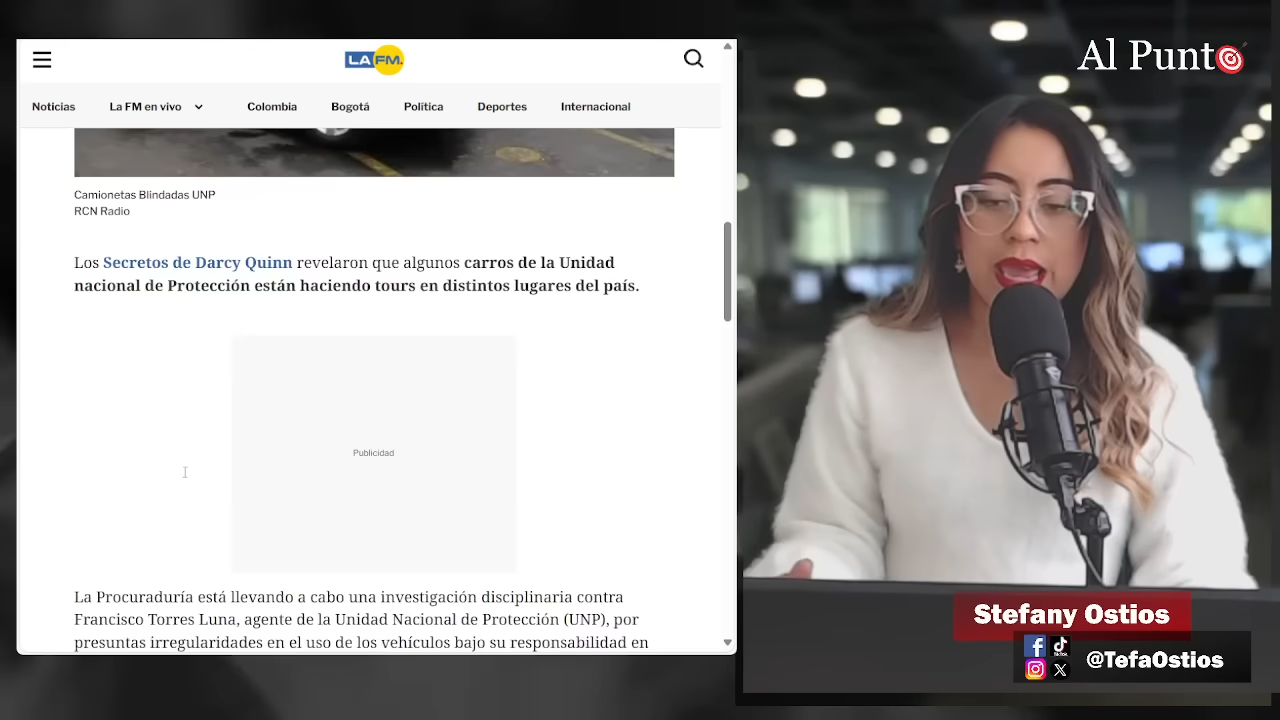 LA FM.
Al Punto
Noticias
La FM en vivo
Colombia
Bogotá
Política
Deportes
Internacional
Camionetas Blindadas UNP
RCN Radio
Los Secretos de Darcy Quinn revelaron que algunos carros de la Unidad
nacional de Protección están haciendo tours en distintos lugares del país.
Publicidad
La Procuraduría está llevando a cabo una investigación disciplinaria contra
Francisco Torres Luna, agente de la Unidad Nacional de Protección (UNP), por
presuntas irregularidades en el uso de los vehículos bajo su responsabilidad en
Stefany Ostios
@TefaOstios